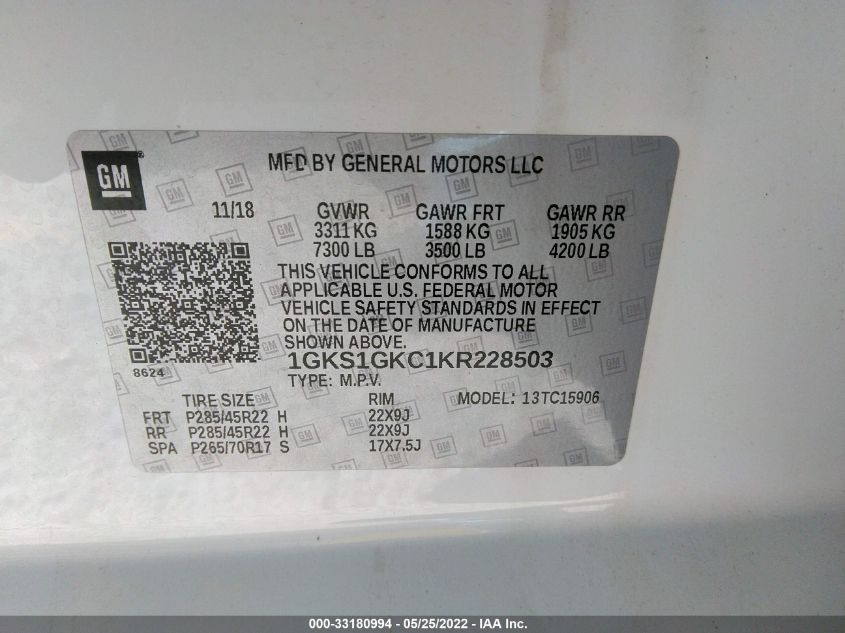 GM
MFD BY GENERAL MOTORS LLC
11/18 GVWR GAWR FRT GAWR RR
3311 KG 1588 KG 1905 KG
7300 LB 3500 LB 4200 LB
THIS VEHICLE CONFORMS TO ALL
APPLICABLE U.S. FEDERAL MOTOR
VEHICLE SAFETY STANDARDS IN EFFECT
ON THE DATE OF MANUFACTURE
SHOWN ABOVE.
1GKS1GKC1KR228503
8624 TYPE: M.P.V.
TIRE SIZE RIM MODEL: 13TC15906
FRT P285/45R22 H 22X9J
RR P285/45R22 H 22X9J
SPA P265/70R17 S 17X7.5J
000-33180994 - 05/25/2022 - IAA Inc.